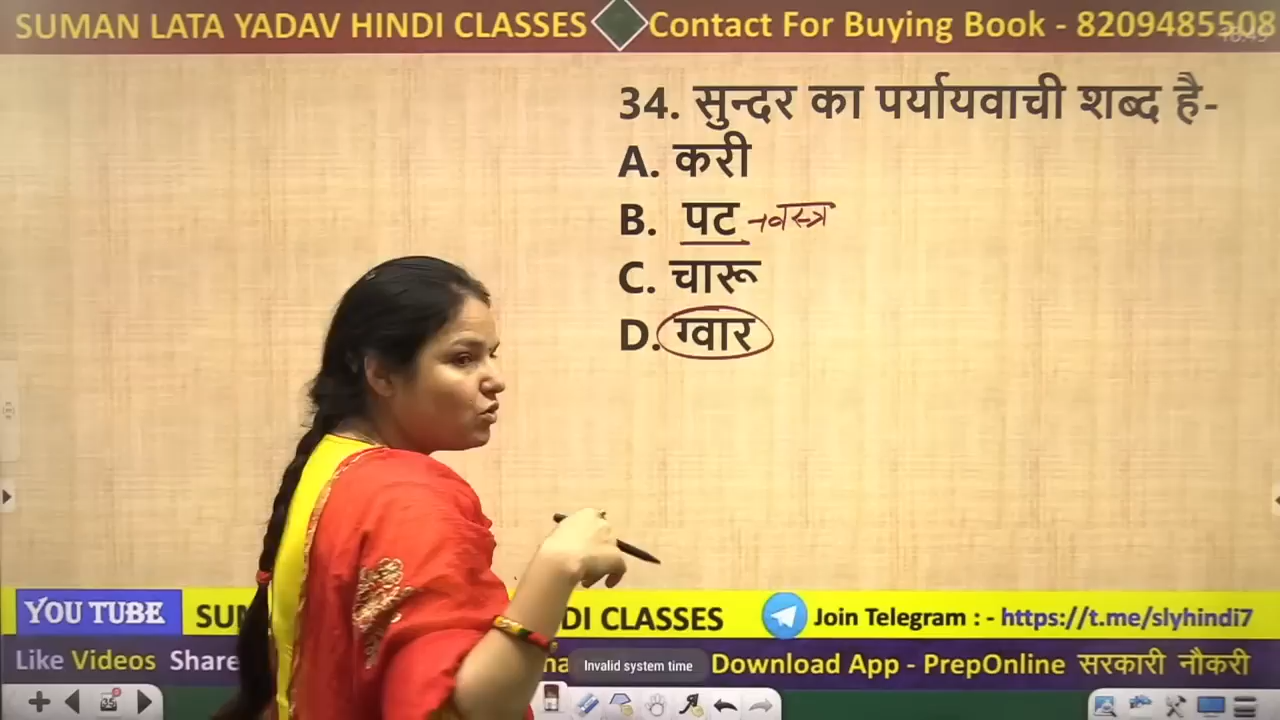 SUMAN LATA YADAV HINDI CLASSES Contact For Buying Book - 8209485508
34. सुन्दर का पर्यायवाची शब्द है-
A. करी
B. पट →वस्त्र
C. चारू
D. ग्वार
YOU TUBE DI CLASSES Join Telegram : - https://t.me/slyhindi7
Like Videos Share Invalid system time Download App - PrepOnline सरकारी नौकरी